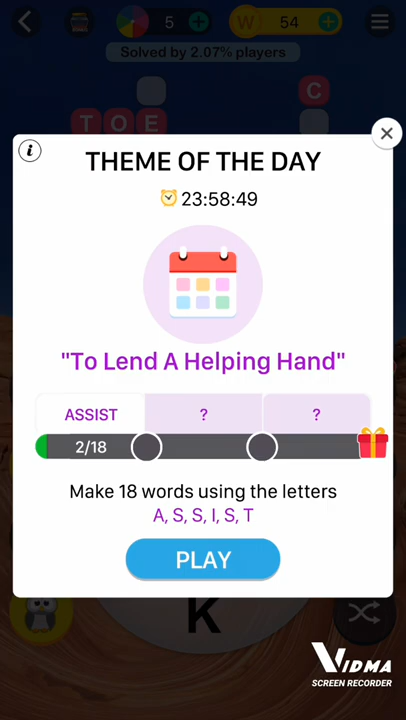 5
W 54
Solved by 2.07% players
C
TOE
i
THEME OF THE DAY
23:58:49
"To Lend A Helping Hand"
ASSIST ? ?
2/18
Make 18 words using the letters
A, S, S, I, S, T
PLAY
K
VIDMA
SCREEN RECORDER